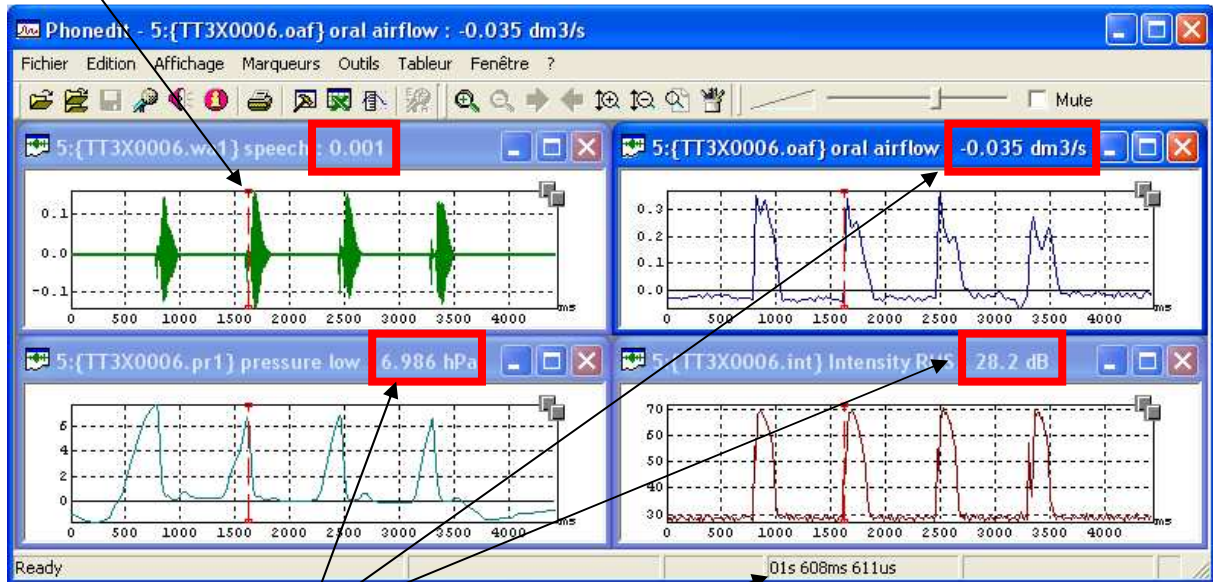 Phonedit - 5:{TT3X0006.oaf} oral airflow : -0.035 dm3/s
Fichier Edition Affichage Marqueurs Outils Tableur Fenêtre ?
Mute
5:{TT3X0006.wa1} speech : 0.001
0.1
0.0
-0.1
0 500 1000 1500 2000 2500 3000 3500 4000 ms
5:{TT3X0006.oaf} oral airflow -0.035 dm3/s
0.3
0.2
0.1
0.0
0 500 1000 1500 2000 2500 3000 3500 4000 ms
5:{TT3X0006.pr1} pressure low 6.986 hPa
6
4
2
0
0 500 1000 1500 2000 2500 3000 3500 4000 ms
5:{TT3X0006.int} Intensity RMS 28.2 dB
70
60
50
40
30
0 500 1000 1500 2000 2500 3000 3500 4000 ms
Ready 01s 608ms 611us